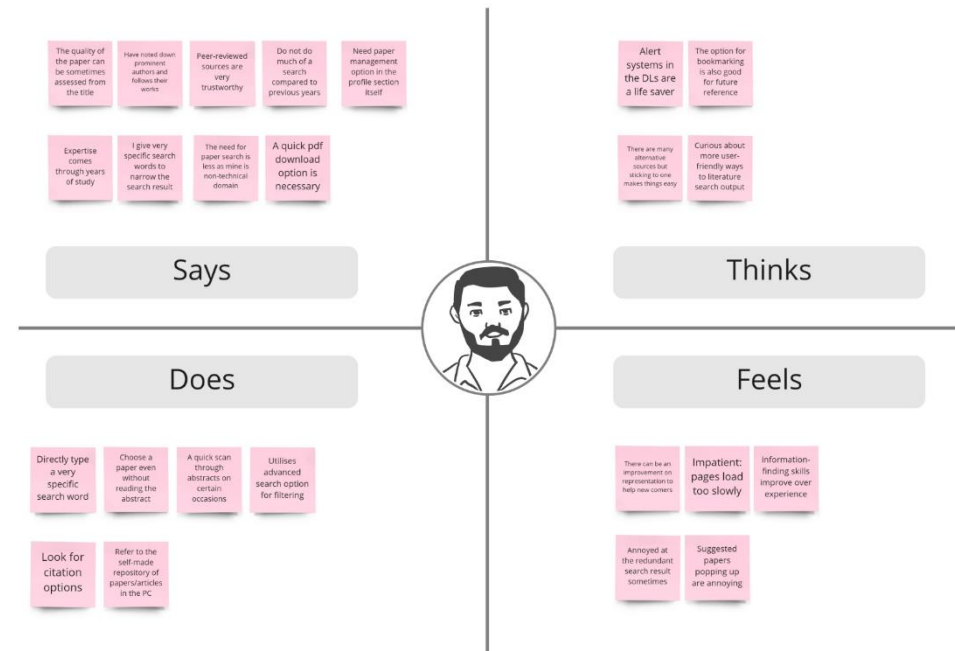 The quality of
the paper can
be sometimes
assessed from
the title
Have noted down
prominent
authors and
follows their
works
Peer-reviewed
sources are
very
trustworthy
Do not do
much of a
search
compared to
previous years
Need paper
management
option in the
profile section
itself
Expertise
comes
through years
of study
I give very
specific search
words to
narrow the
search result
The need for
paper search is
less as mine is
non-technical
domain
A quick pdf
download
option is
necessary
Says
Alert
systems in
the DLs are
a life saver
The option for
bookmarking
is also good
for future
reference
There are many
alternative
sources but
sticking to one
makes things easy
Curious about
more user-
friendly ways
to literature
search output
Thinks
Does
Directly type
a very
specific
search word
Choose a
paper even
without
reading the
abstract
A quick scan
through
abstracts on
certain
occasions
Utilises
advanced
search option
for filtering
Look for
citation
options
Refer to the
self-made
repository of
papers/articles
in the PC
Feels
There can be an
improvement on
representation to
help new comers
Impatient:
pages load
too slowly
information-
finding skills
improve over
experience
Annoyed at
the redundant
search result
sometimes
Suggested
papers
popping up
are annoying